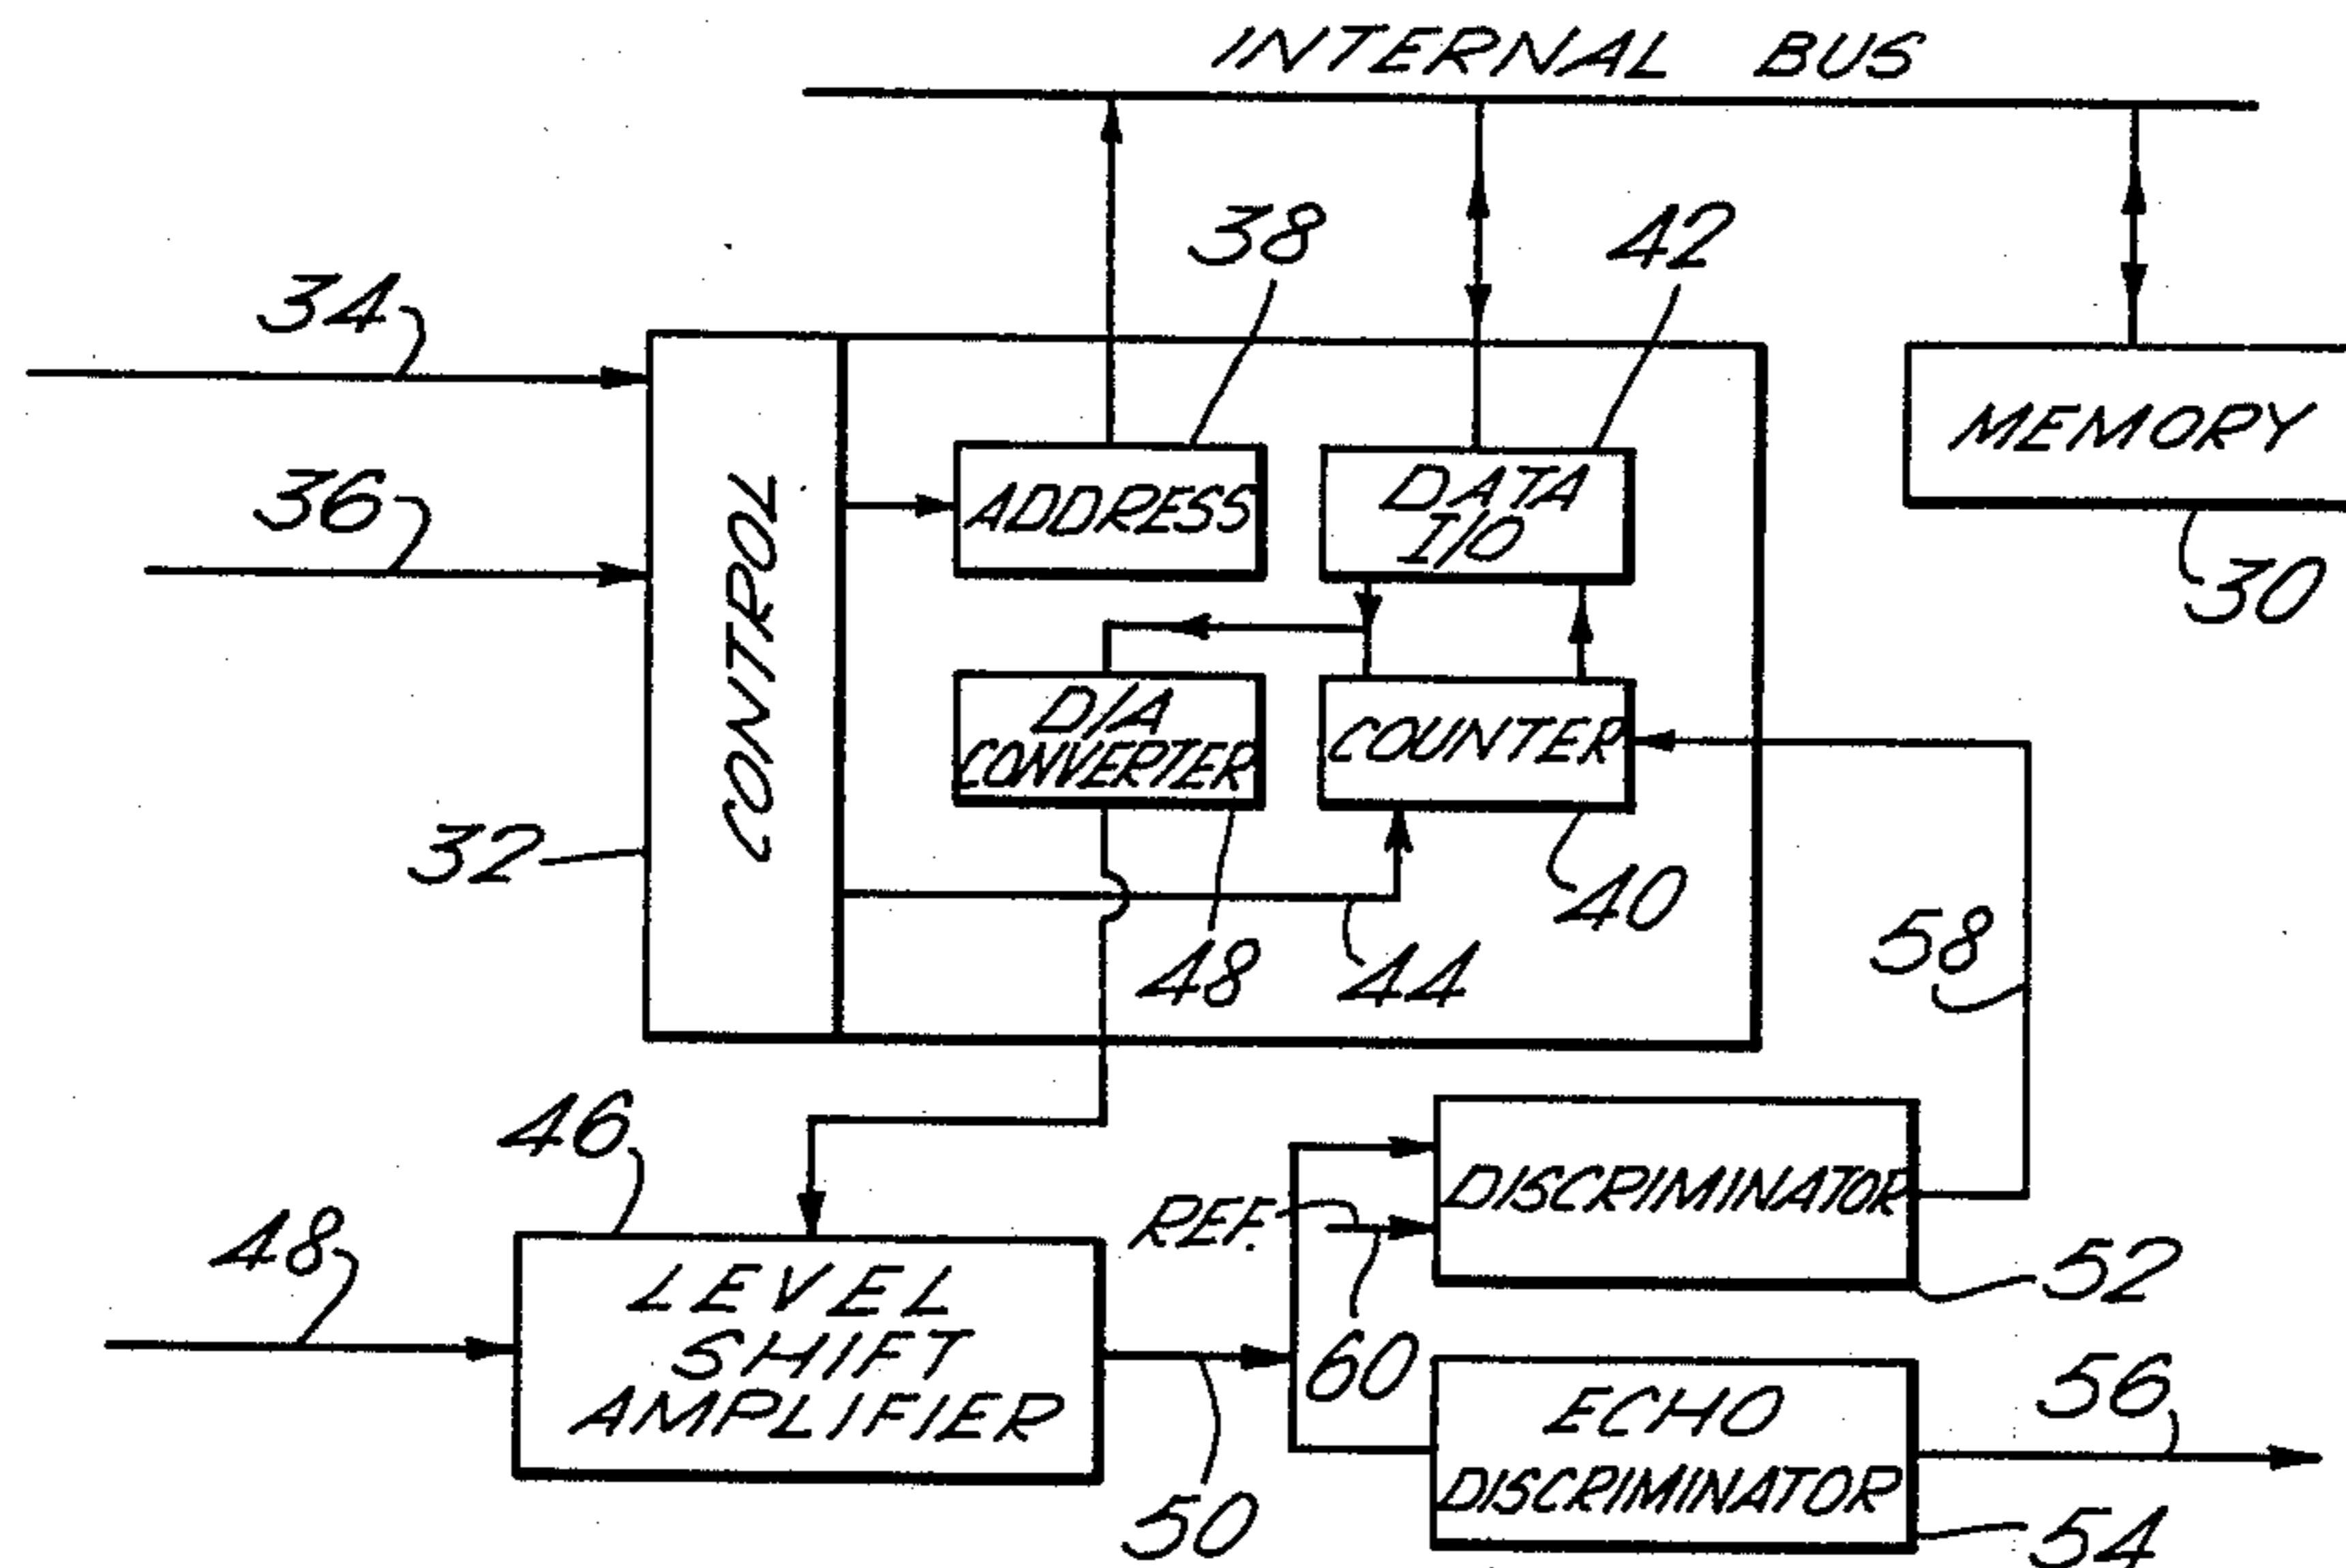 INTERNAL BUS
38
42
34
36
CONTROL
ADDRESS
DATA
I/O
MEMORY
30
D/A
CONVERTER
COUNTER
32
48
44
40
58
46
48
LEVEL
SHIFT
AMPLIFIER
50
REF.
60
DISCRIMINATOR
52
ECHO
DISCRIMINATOR
56
54